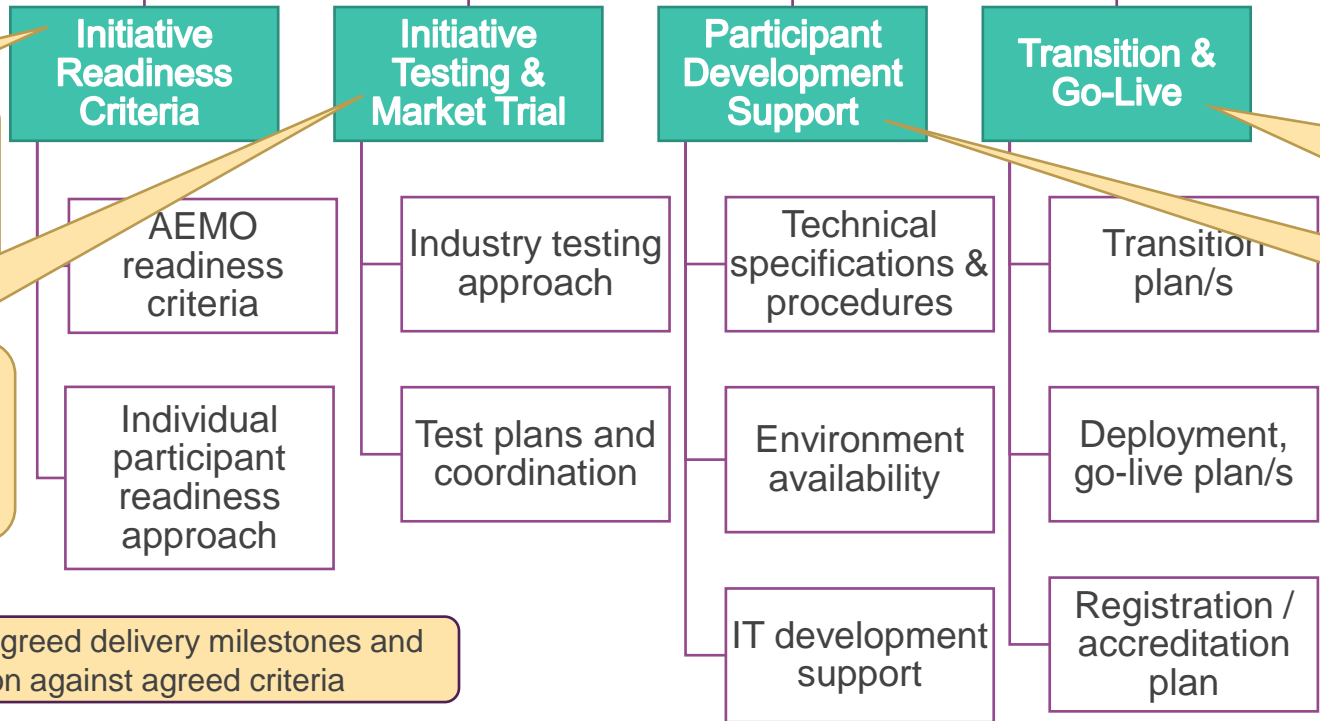 Initiative
Readiness
Criteria
AEMO
readiness
criteria
Individual
participant
readiness
approach
Initiative
Testing &
Market Trial
Industry testing
approach
Test plans and
coordination
Participant
Development
Support
Technical
specifications &
procedures
Environment
availability
IT development
support
Transition &
Go-Live
Transition
plan/s
Deployment,
go-live plan/s
Registration /
accreditation
plan
greed delivery milestones and
on against agreed criteria